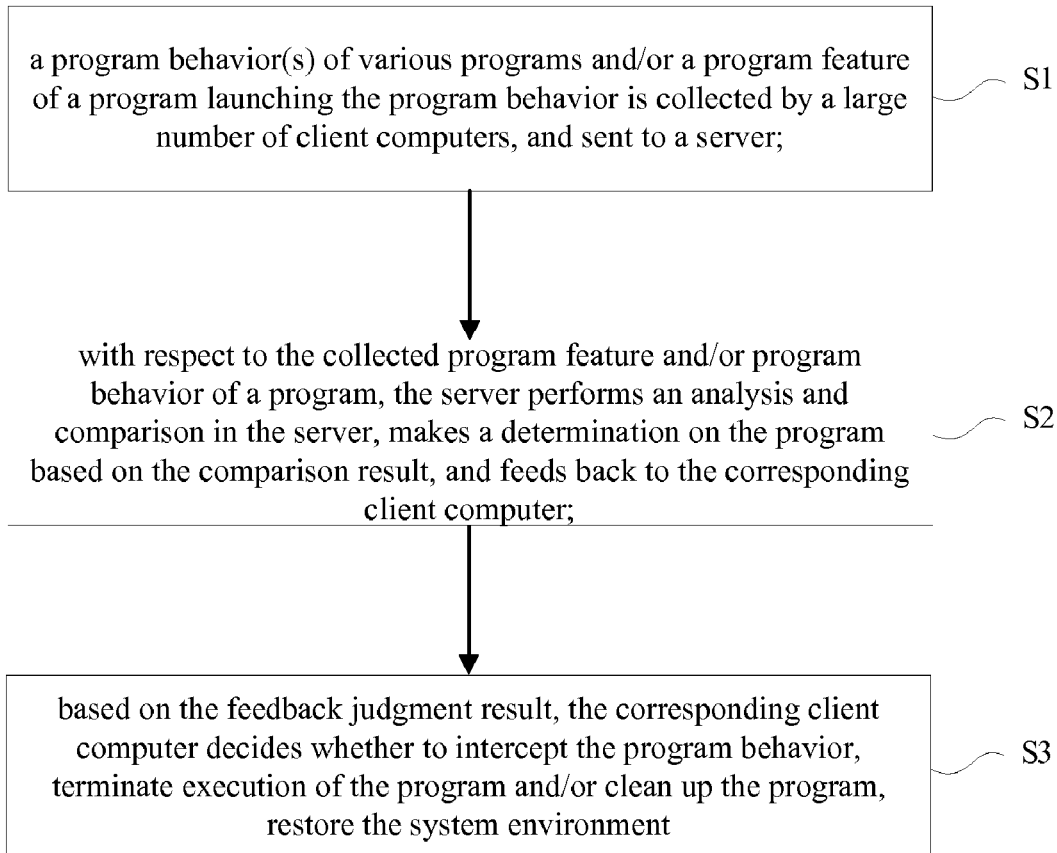 a program behavior(s) of various programs and/or a program feature
of a program launching the program behavior is collected by a large
number of client computers, and sent to a server;
S1
with respect to the collected program feature and/or program
behavior of a program, the server performs an analysis and
comparison in the server, makes a determination on the program
based on the comparison result, and feeds back to the corresponding
client computer;
S2
based on the feedback judgment result, the corresponding client
computer decides whether to intercept the program behavior,
terminate execution of the program and/or clean up the program,
restore the system environment
S3